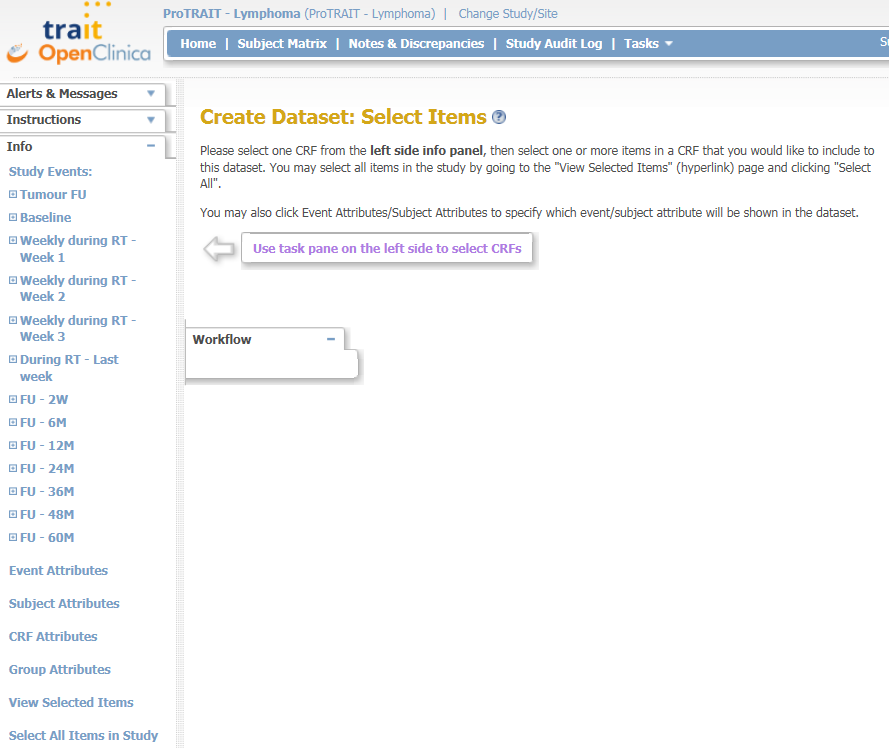 trait
OpenClinica
ProTRAIT - Lymphoma (ProTRAIT - Lymphoma) | Change Study/Site
Home | Subject Matrix | Notes & Discrepancies | Study Audit Log | Tasks
Alerts & Messages
Instructions
Info
Study Events:
Tumour FU
Baseline
Weekly during RT -
Week 1
Weekly during RT -
Week 2
Weekly during RT -
Week 3
During RT - Last
week
FU - 2W
FU - 6M
FU - 12M
FU - 24M
FU - 36M
FU - 48M
FU - 60M
Event Attributes
Subject Attributes
CRF Attributes
Group Attributes
View Selected Items
Select All Items in Study
Create Dataset: Select Items ?
Please select one CRF from the left side info panel, then select one or more items in a CRF that you would like to include to
this dataset. You may select all items in the study by going to the "View Selected Items" (hyperlink) page and clicking "Select
All".
You may also click Event Attributes/Subject Attributes to specify which event/subject attribute will be shown in the dataset.
Use task pane on the left side to select CRFs
Workflow